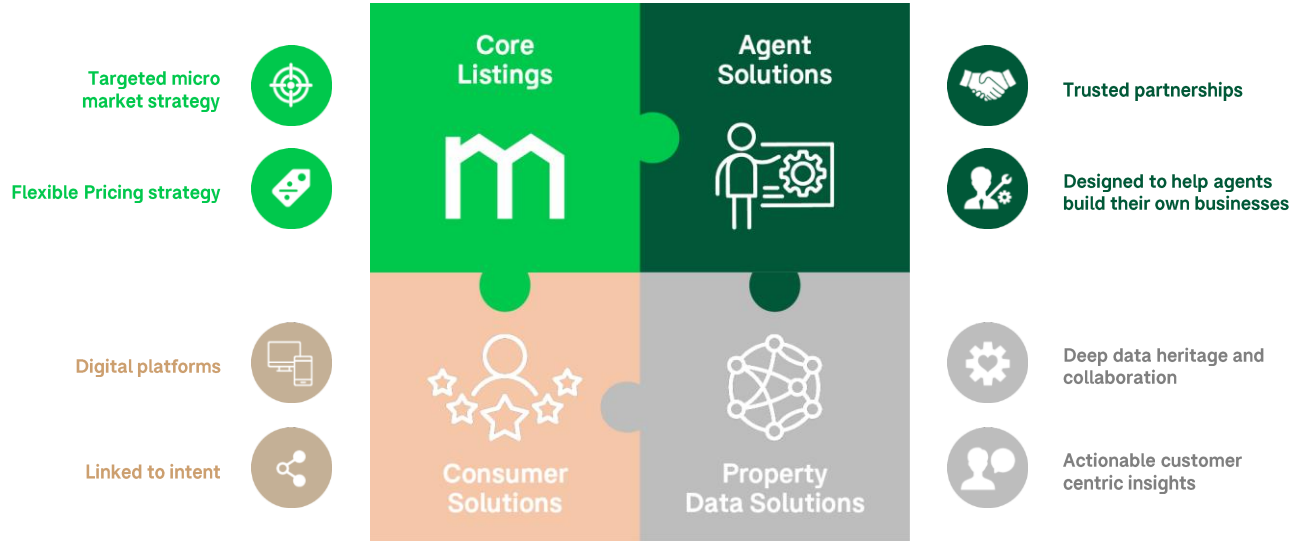 Core
Listings
Agent
Solutions
Targeted micro
market strategy
Flexible Pricing strategy
Trusted partnerships
Designed to help agents
build their own businesses
Digital platforms
Linked to intent
Consumer
Solutions
Property
Data Solutions
Deep data heritage and
collaboration
Actionable customer
centric insights